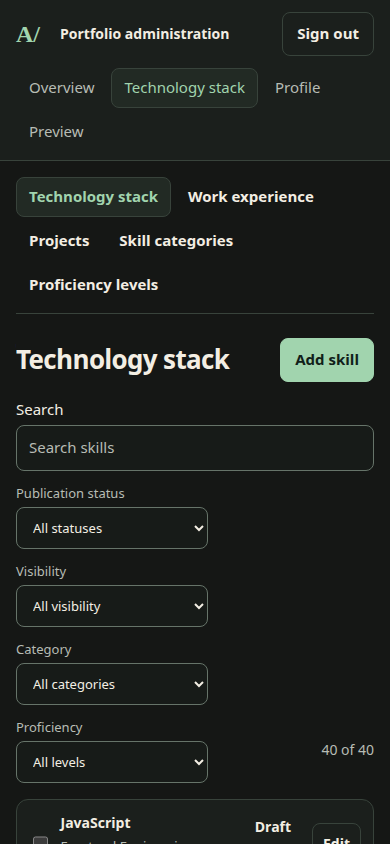 A/ Portfolio administration Sign out
Overview Technology stack Profile
Preview
Technology stack Work experience
Projects Skill categories
Proficiency levels
Technology stack Add skill
Search
Search skills
Publication status
All statuses
Visibility
All visibility
Category
All categories
Proficiency
All levels 40 of 40
JavaScript Draft
Edit